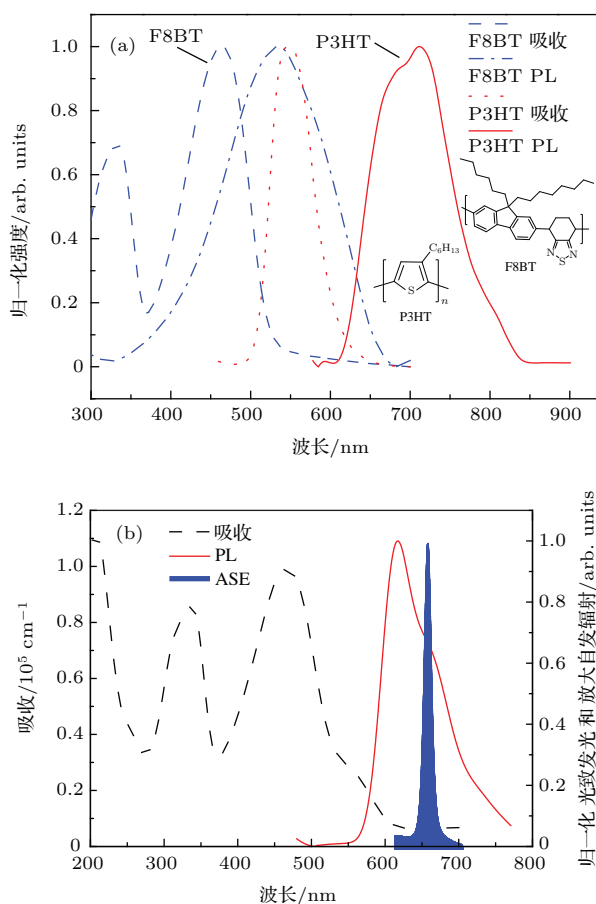 (a)
F8BT
P3HT
F8BT 吸收
F8BT PL
P3HT 吸收
P3HT PL
归一化强度/arb. units
1.0
0.8
0.6
0.4
0.2
0
C6H13
S
n
P3HT
N
N
S
F8BT
300 400 500 600 700 800 900
波长/nm
(b)
吸收
PL
ASE
吸收/10⁵ cm⁻¹
1.2
1.0
0.8
0.6
0.4
0.2
0
1.0
0.8
0.6
0.4
0.2
0
归一化 光致发光 和 放大自发辐射/arb. units
200 300 400 500 600 700 800
波长/nm